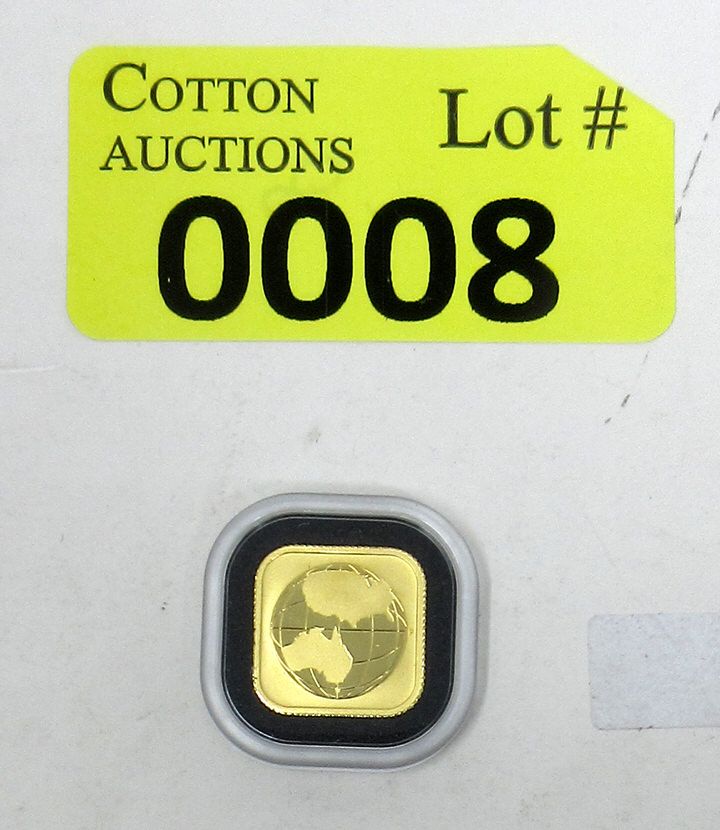 COTTON
AUCTIONS
Lot #
0008